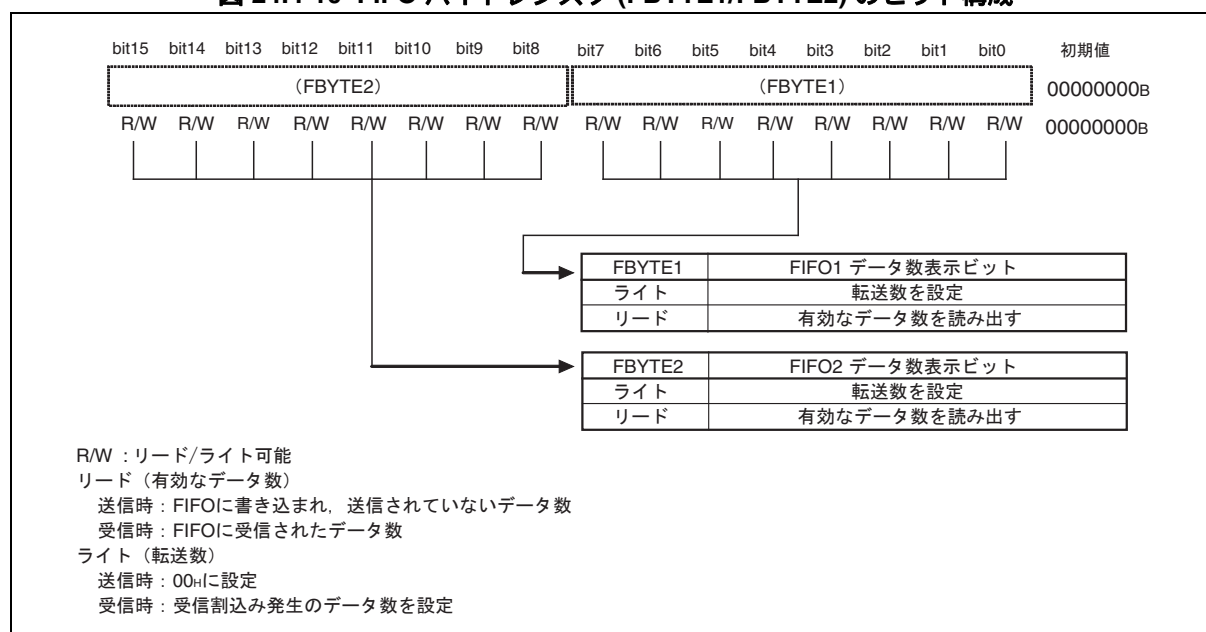 bit15 bit14 bit13 bit12 bit11 bit10 bit9 bit8 bit7 bit6 bit5 bit4 bit3 bit2 bit1 bit0 初期値
(FBYTE2) (FBYTE1) 00000000B
R/W R/W R/W R/W R/W R/W R/W R/W R/W R/W R/W R/W R/W R/W R/W R/W 00000000B
FBYTE1 FIFO1 データ数表示ビット
ライト 転送数を設定
リード 有効なデータ数を読み出す
FBYTE2 FIFO2 データ数表示ビット
ライト 転送数を設定
リード 有効なデータ数を読み出す
R/W :リード/ライト可能
リード(有効なデータ数)
送信時:FIFOに書き込まれ,送信されていないデータ数
受信時:FIFOに受信されたデータ数
ライト(転送数)
送信時:00Hに設定
受信時:受信割込み発生のデータ数を設定